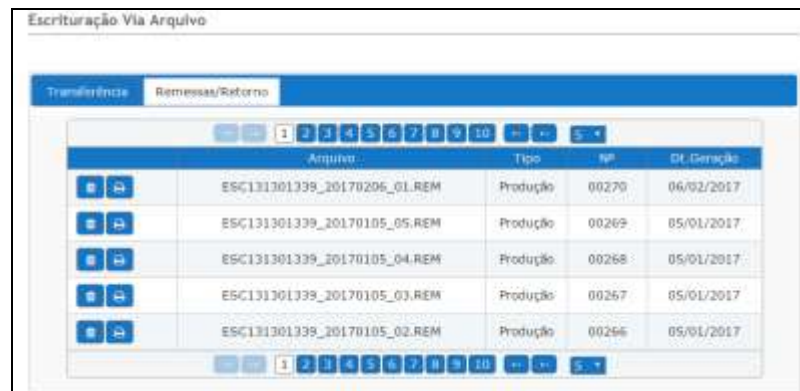 Escrituração Via Arquivo
Transferência Remessas/Retorno
1 2 3 4 5 6 7 8 9 10 5
Arquivo Tipo Nº Dt.Geração
ESC131301339_20170206_01.REM Produção 00270 06/02/2017
ESC131301339_20170105_05.REM Produção 00269 05/01/2017
ESC131301339_20170105_04.REM Produção 00268 05/01/2017
ESC131301339_20170105_03.REM Produção 00267 05/01/2017
ESC131301339_20170105_02.REM Produção 00266 05/01/2017
1 2 3 4 5 6 7 8 9 10 5